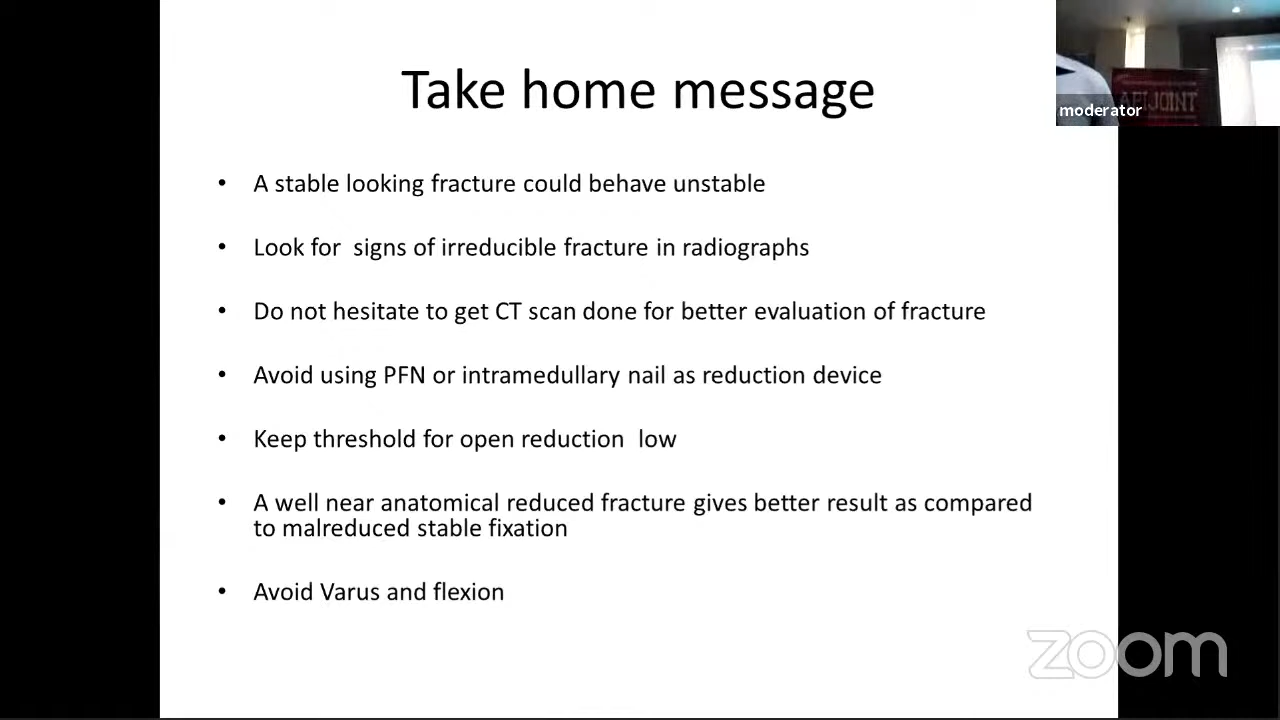 Take home message
moderator
• A stable looking fracture could behave unstable
• Look for  signs of irreducible fracture in radiographs
• Do not hesitate to get CT scan done for better evaluation of fracture
• Avoid using PFN or intramedullary nail as reduction device
• Keep threshold for open reduction  low
• A well near anatomical reduced fracture gives better result as compared
to malreduced stable fixation
• Avoid Varus and flexion
zoom